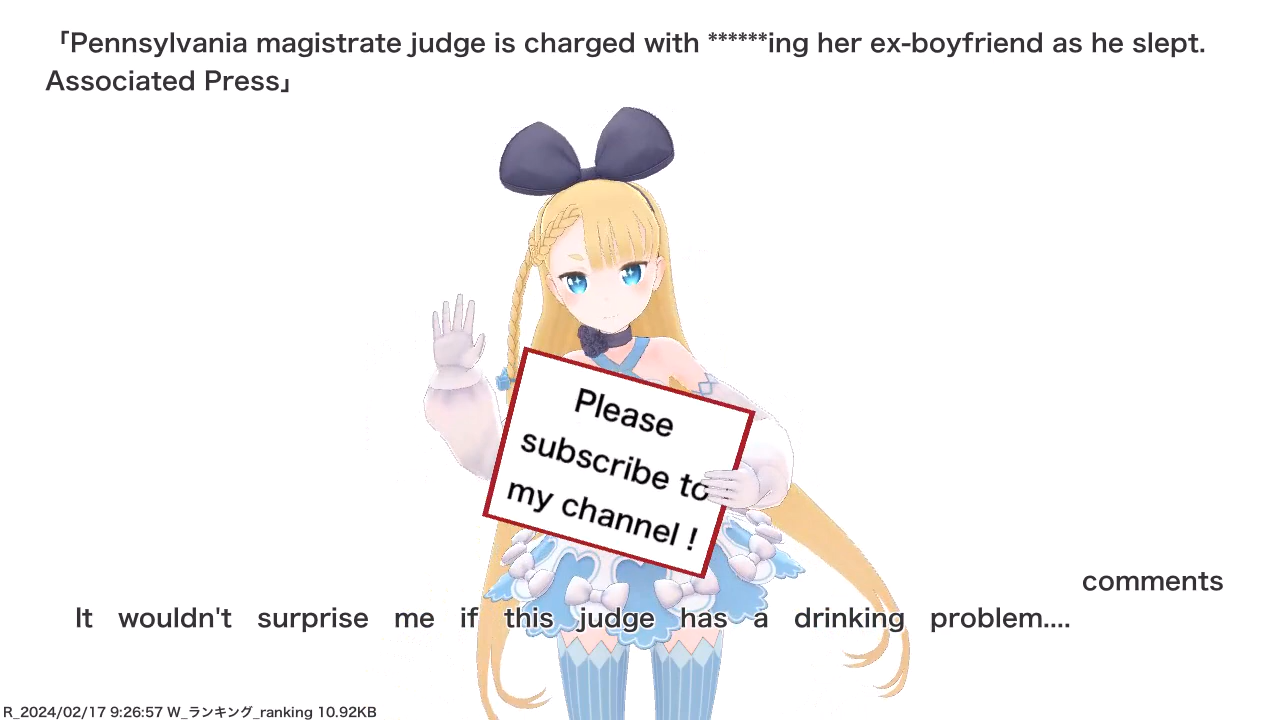 「Pennsylvania magistrate judge is charged with ******ing her ex-boyfriend as he slept.
Associated Press」
Please
subscribe to
my channel !
comments
It wouldn't surprise me if this judge has a drinking problem....
R_2024/02/17 9:26:57 W_ランキング_ranking 10.92KB